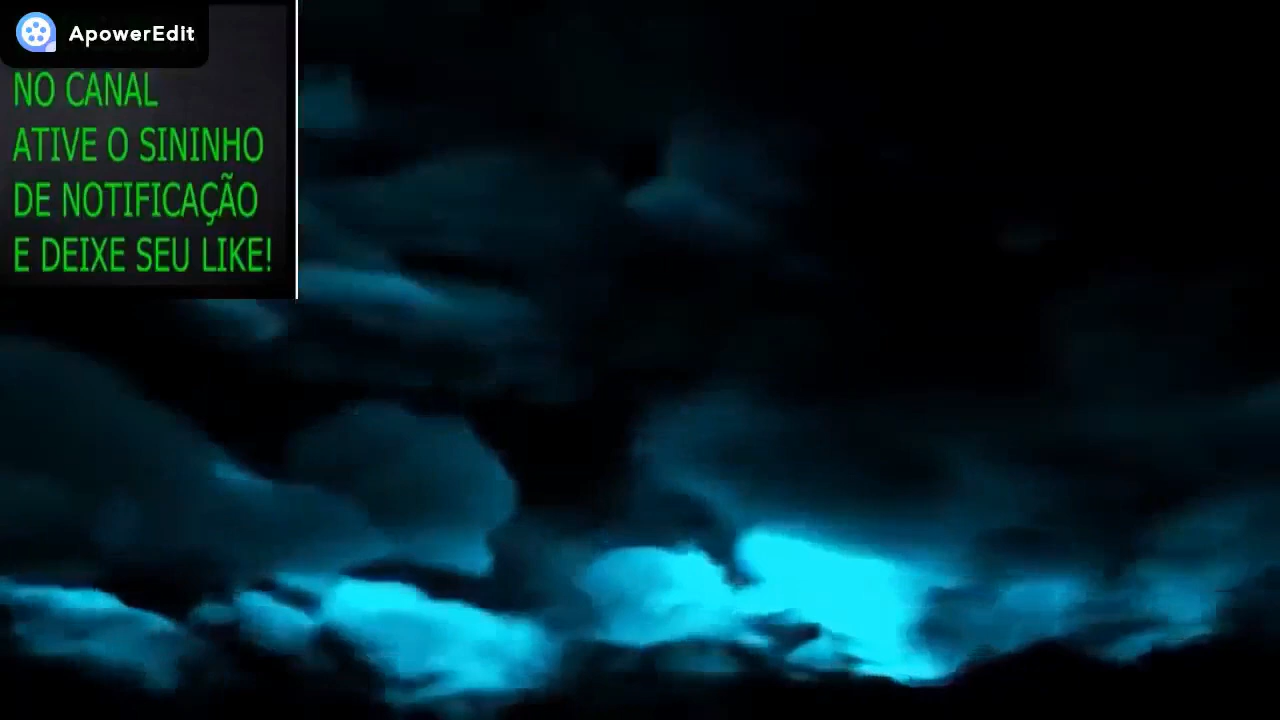 ApowerEdit
NO CANAL
ATIVE O SININHO
DE NOTIFICAÇÃO
E DEIXE SEU LIKE!